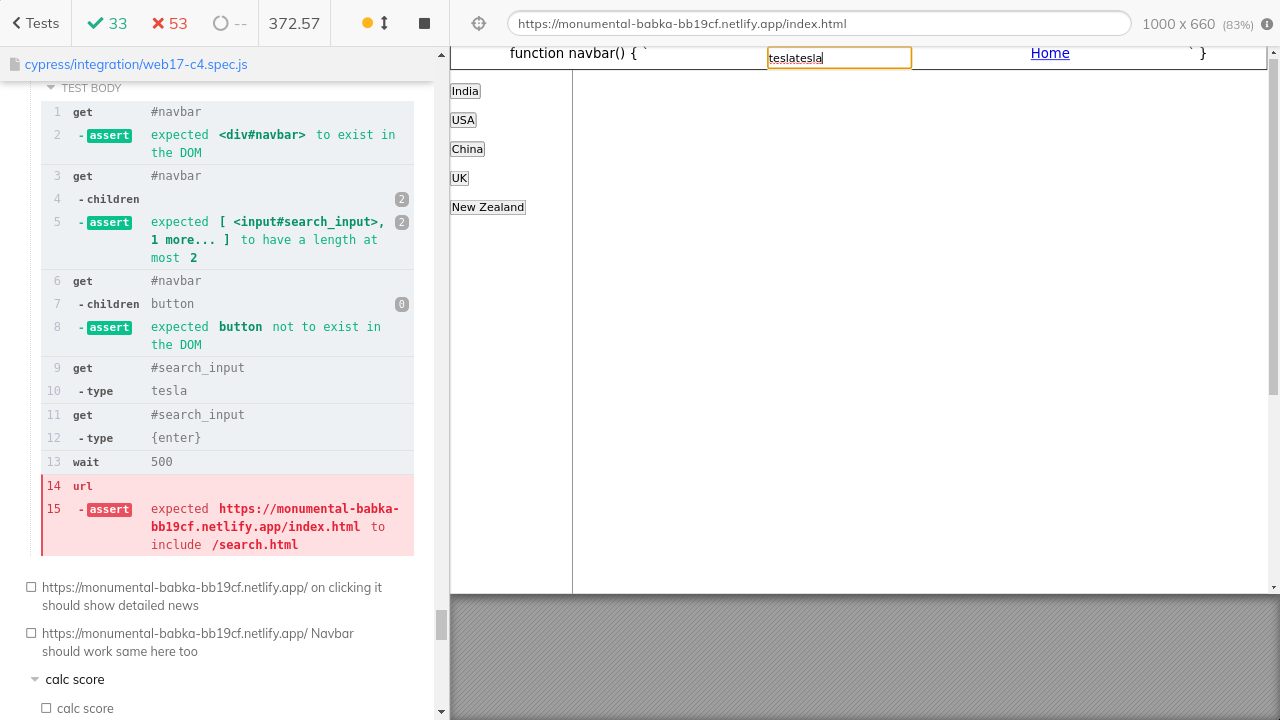 Tests
33
53
--
372.57
https://monumental-babka-bb19cf.netlify.app/index.html
1000 x 660 (83%)
cypress/integration/web17-c4.spec.js
TEST BODY
1 get #navbar
2 - assert expected <div#navbar> to exist in
the DOM
3 get #navbar
4 - children 2
5 - assert expected [ <input#search_input>, 2
1 more... ] to have a length at
most 2
6 get #navbar
7 - children button 0
8 - assert expected button not to exist in
the DOM
9 get #search_input
10 - type tesla
11 get #search_input
12 - type {enter}
13 wait 500
14 url
15 - assert expected https://monumental-babka-
bb19cf.netlify.app/index.html to
include /search.html
https://monumental-babka-bb19cf.netlify.app/ on clicking it
should show detailed news
https://monumental-babka-bb19cf.netlify.app/ Navbar
should work same here too
calc score
calc score
function navbar() { ` teslatesla Home ` }
India
USA
China
UK
New Zealand